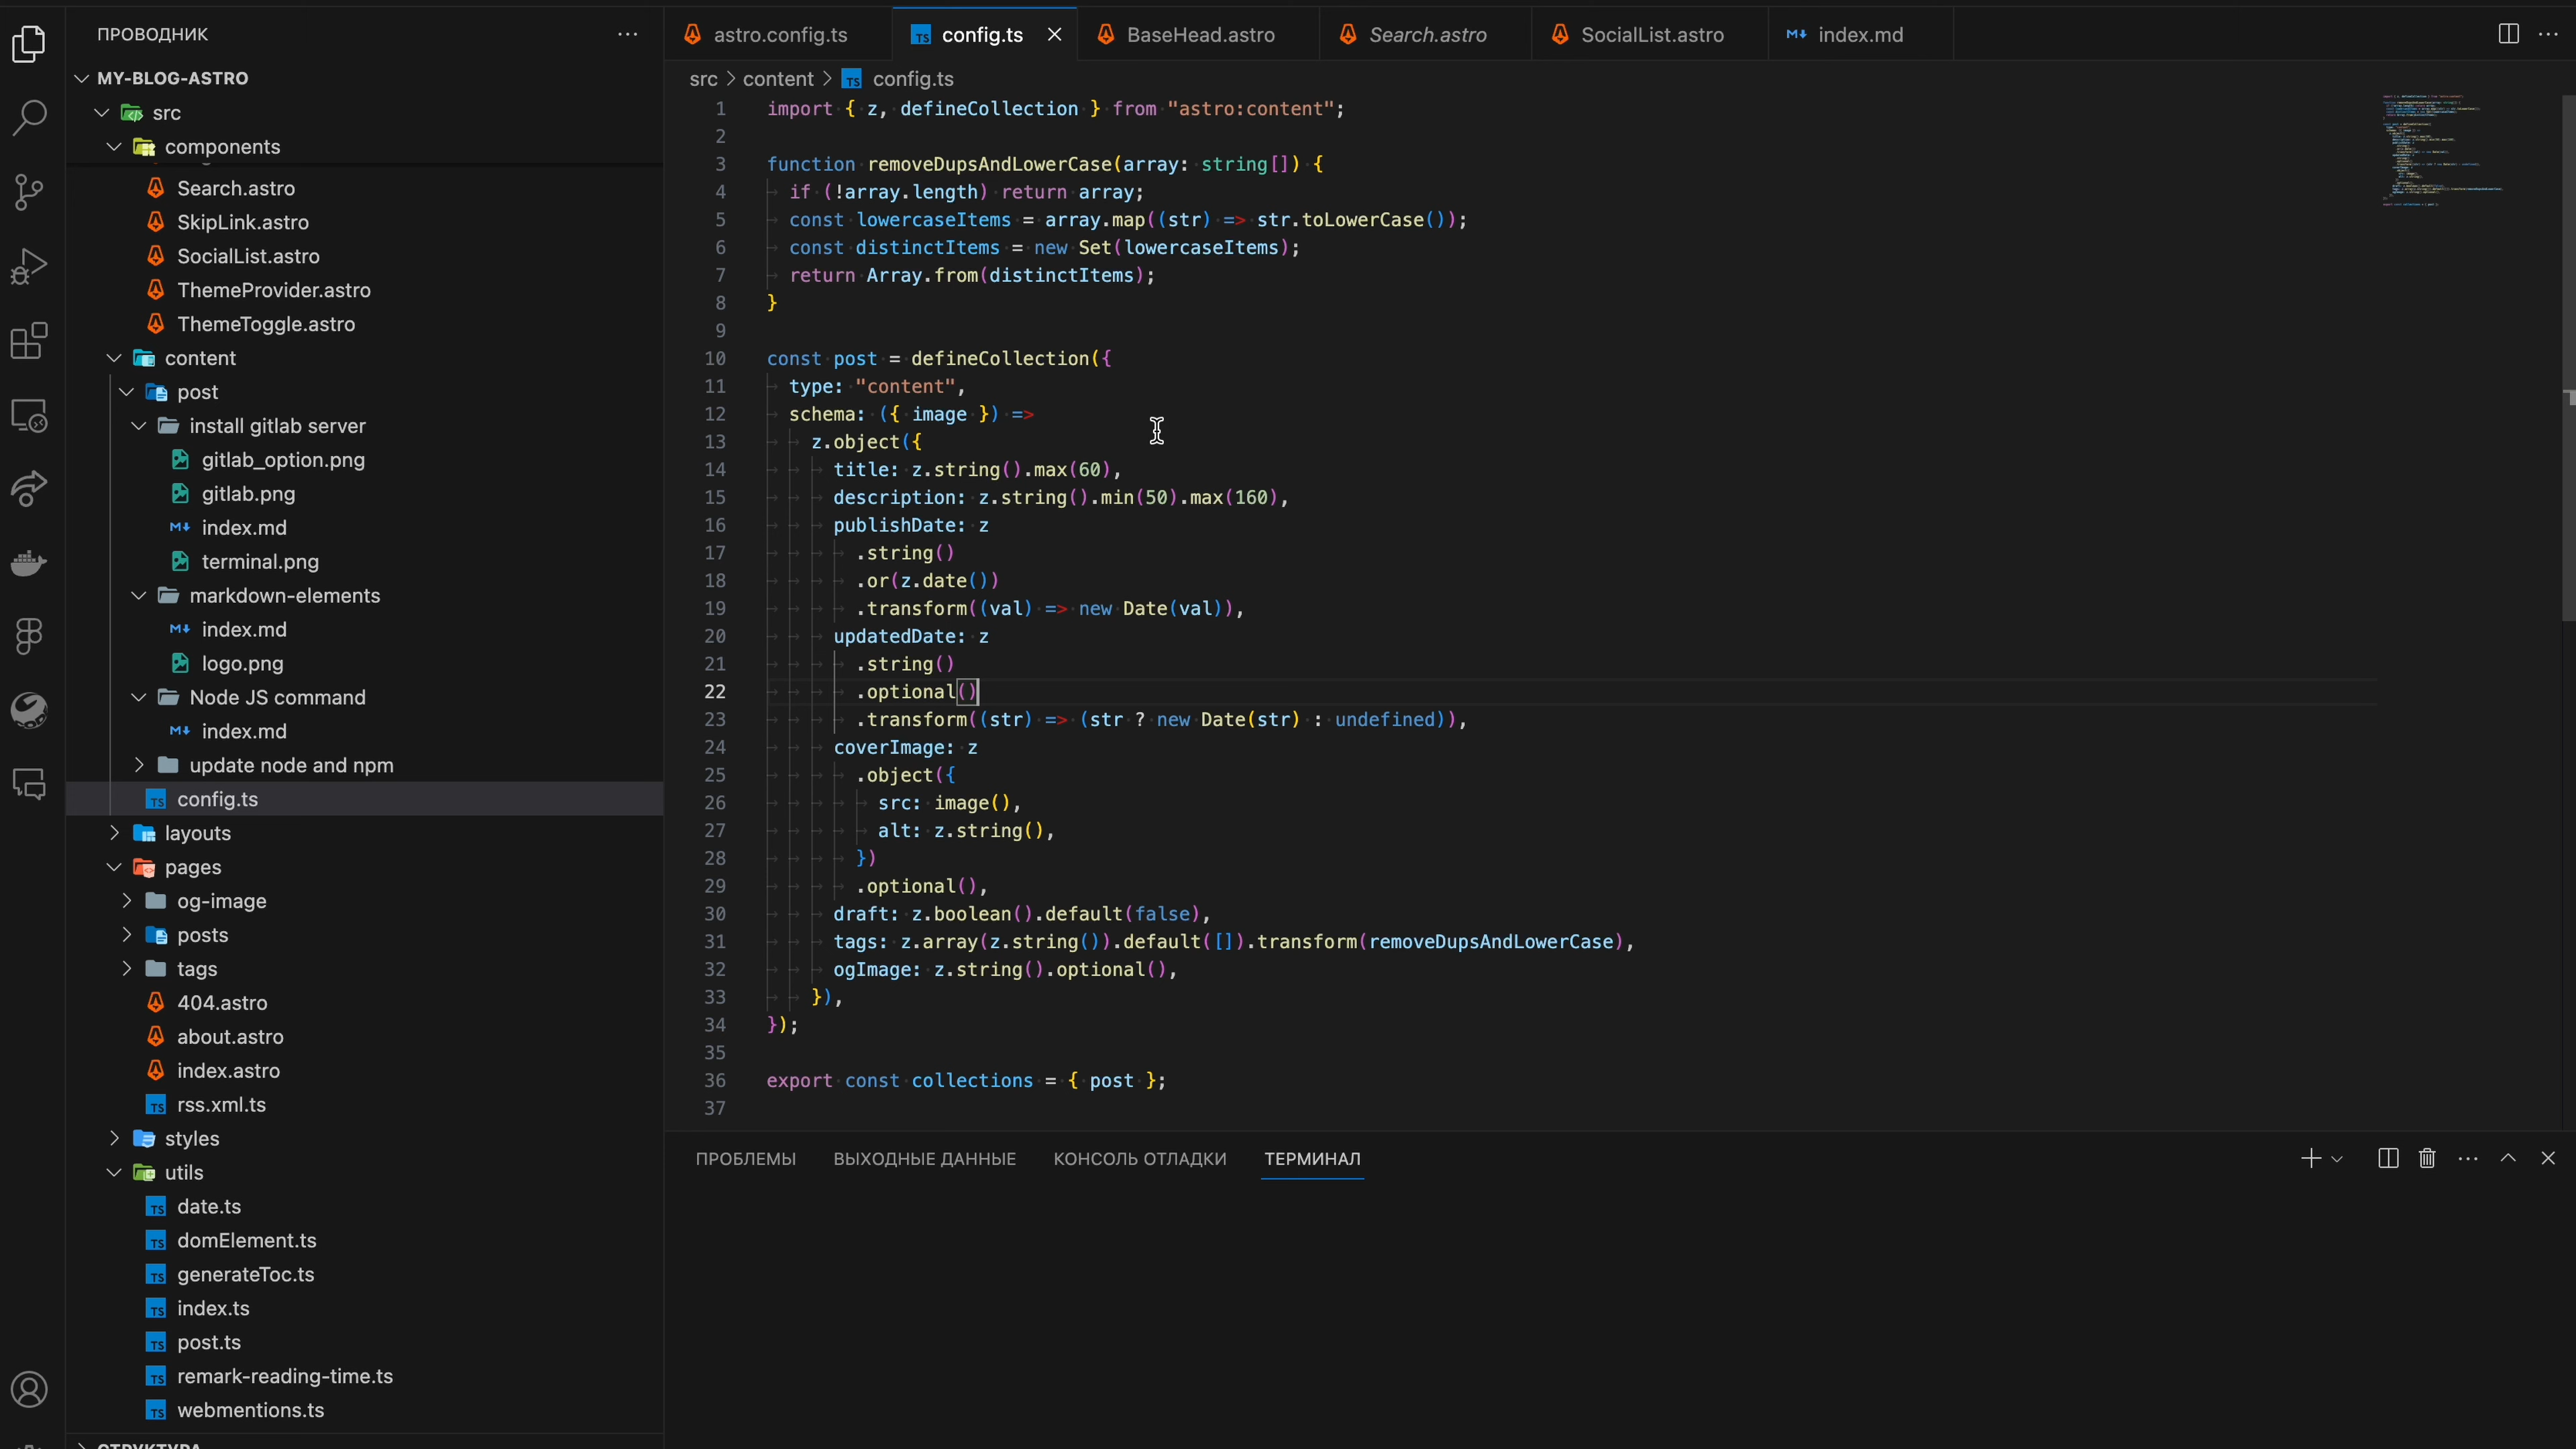 ПРОВОДНИК
MY-BLOG-ASTRO
src
components
Search.astro
SkipLink.astro
SocialList.astro
ThemeProvider.astro
ThemeToggle.astro
content
post
install gitlab server
gitlab_option.png
gitlab.png
index.md
terminal.png
markdown-elements
index.md
logo.png
Node JS command
index.md
update node and npm
config.ts
layouts
pages
og-image
posts
tags
404.astro
about.astro
index.astro
rss.xml.ts
styles
utils
date.ts
domElement.ts
generateToc.ts
index.ts
post.ts
remark-reading-time.ts
webmentions.ts
СТРУКТУРА
astro.config.ts config.ts BaseHead.astro Search.astro SocialList.astro index.md
src > content > config.ts
1 import { z, defineCollection } from "astro:content";
2
3 function removeDupsAndLowerCase(array: string[]) {
4 if (!array.length) return array;
5 const lowercaseItems = array.map((str) => str.toLowerCase());
6 const distinctItems = new Set(lowercaseItems);
7 return Array.from(distinctItems);
8 }
9
10 const post = defineCollection({
11 type: "content",
12 schema: ({ image }) =>
13 z.object({
14 title: z.string().max(60),
15 description: z.string().min(50).max(160),
16 publishDate: z
17 .string()
18 .or(z.date())
19 .transform((val) => new Date(val)),
20 updatedDate: z
21 .string()
22 .optional()
23 .transform((str) => (str ? new Date(str) : undefined)),
24 coverImage: z
25 .object({
26 src: image(),
27 alt: z.string(),
28 })
29 .optional(),
30 draft: z.boolean().default(false),
31 tags: z.array(z.string()).default([]).transform(removeDupsAndLowerCase),
32 ogImage: z.string().optional(),
33 }),
34 });
35
36 export const collections = { post };
37
ПРОБЛЕМЫ ВЫХОДНЫЕ ДАННЫЕ КОНСОЛЬ ОТЛАДКИ ТЕРМИНАЛ